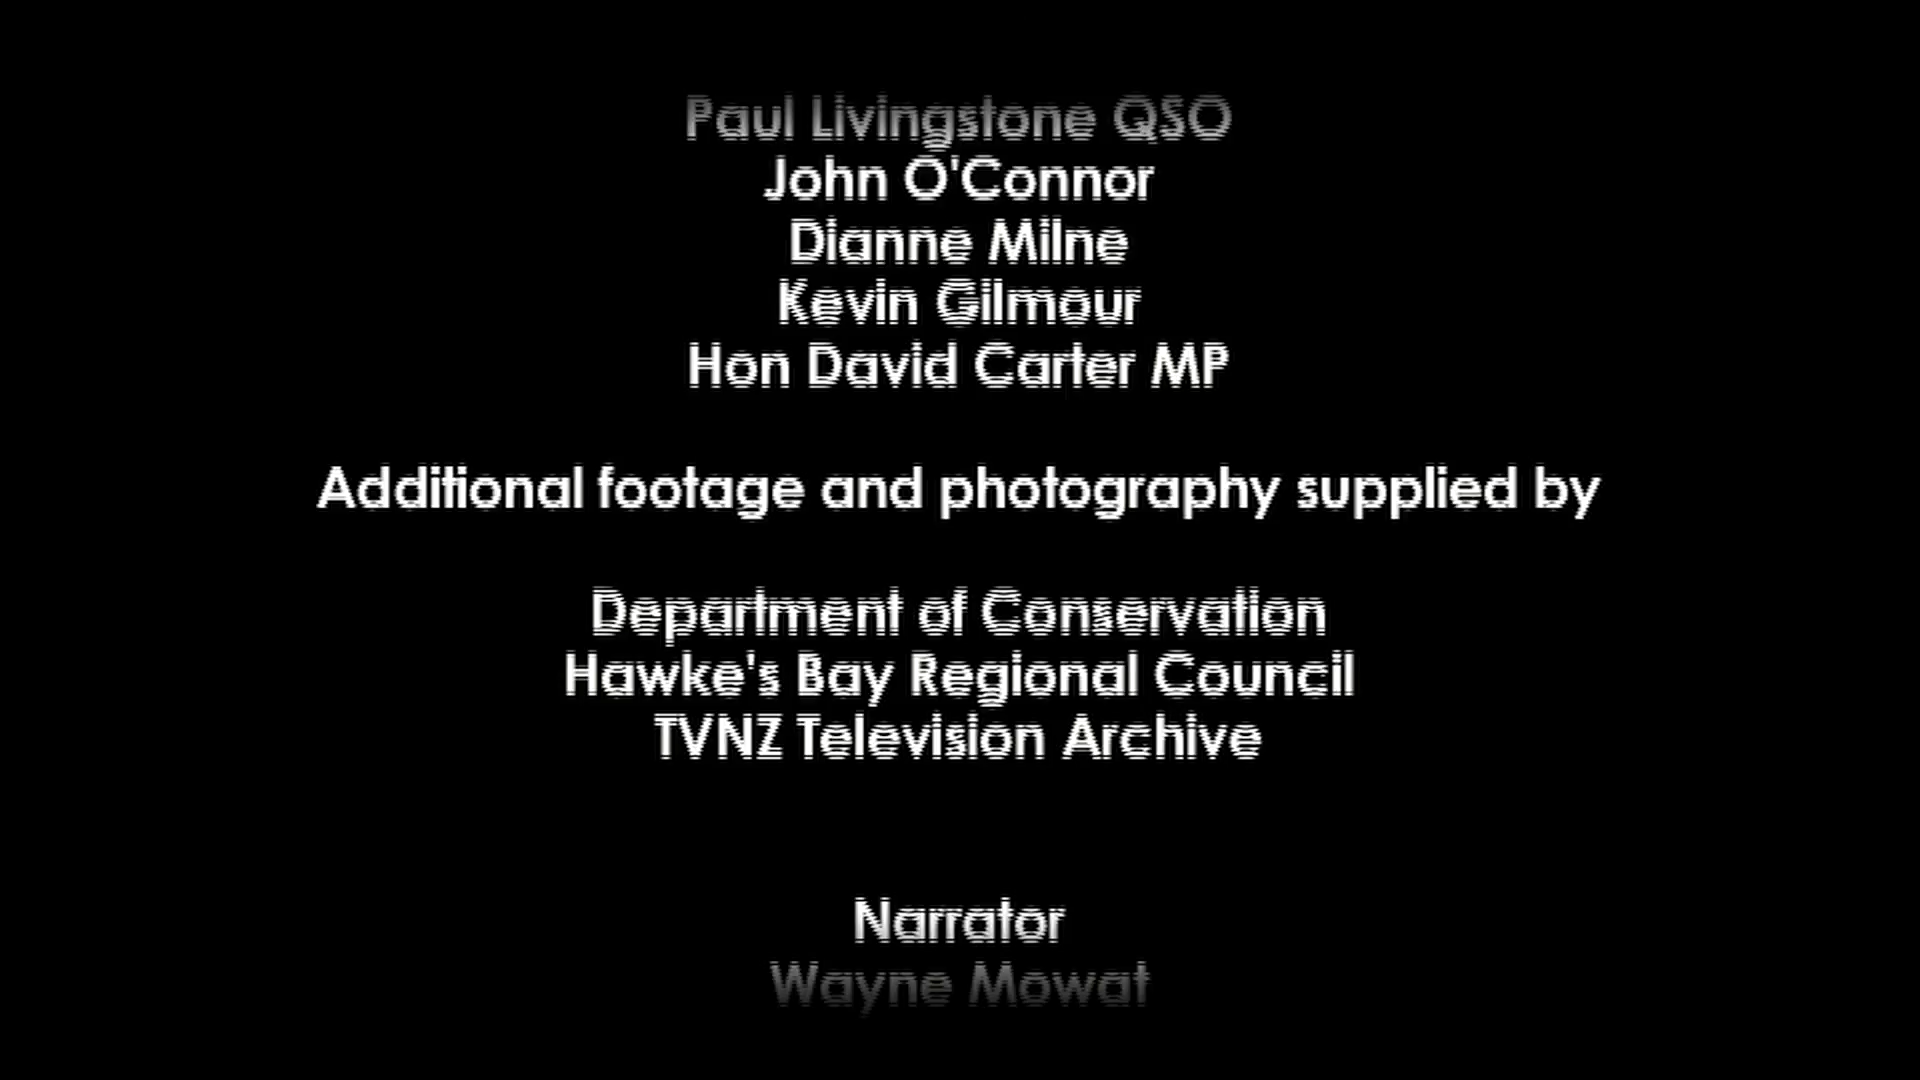 Paul Livingstone QSO
John O'Connor
Dianne Milne
Kevin Gilmour
Hon David Carter MP
Additional footage and photography supplied by
Department of Conservation
Hawke's Bay Regional Council
TVNZ Television Archive
Narrator
Wayne Mowat